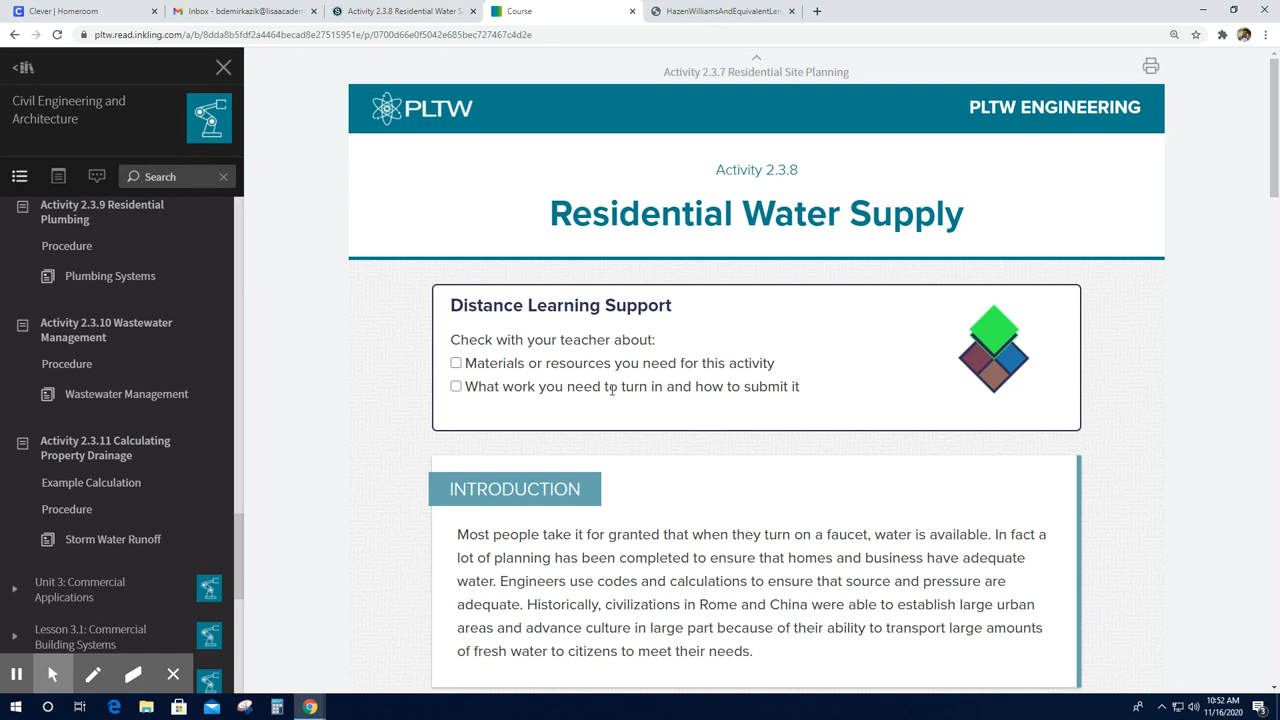 Clever | Homeroom
Inbox - bdemirkazik@lisaacadem
Activity 2.3.8 Residential Water S
Course
HazenWilliamsAndEquivalentLen
pltw.read.inkling.com/a/b/8dda8b5fdf2a4464becad8e27515951e/p/0700d66e0f5042e685bec727467c4d2e
Civil Engineering and
Architecture
Search
Activity 2.3.9 Residential
Plumbing
Procedure
Plumbing Systems
Activity 2.3.10 Wastewater
Management
Procedure
Wastewater Management
Activity 2.3.11 Calculating
Property Drainage
Example Calculation
Procedure
Storm Water Runoff
Unit 3: Commercial
Applications
Lesson 3.1: Commercial
Building Systems
Activity 2.3.7 Residential Site Planning
PLTW
PLTW ENGINEERING
Activity 2.3.8
Residential Water Supply
Distance Learning Support
Check with your teacher about:
Materials or resources you need for this activity
What work you need to turn in and how to submit it
INTRODUCTION
Most people take it for granted that when they turn on a faucet, water is available. In fact a
lot of planning has been completed to ensure that homes and business have adequate
water. Engineers use codes and calculations to ensure that source and pressure are
adequate. Historically, civilizations in Rome and China were able to establish large urban
areas and advance culture in large part because of their ability to transport large amounts
of fresh water to citizens to meet their needs.
10:52 AM
11/16/2020
3